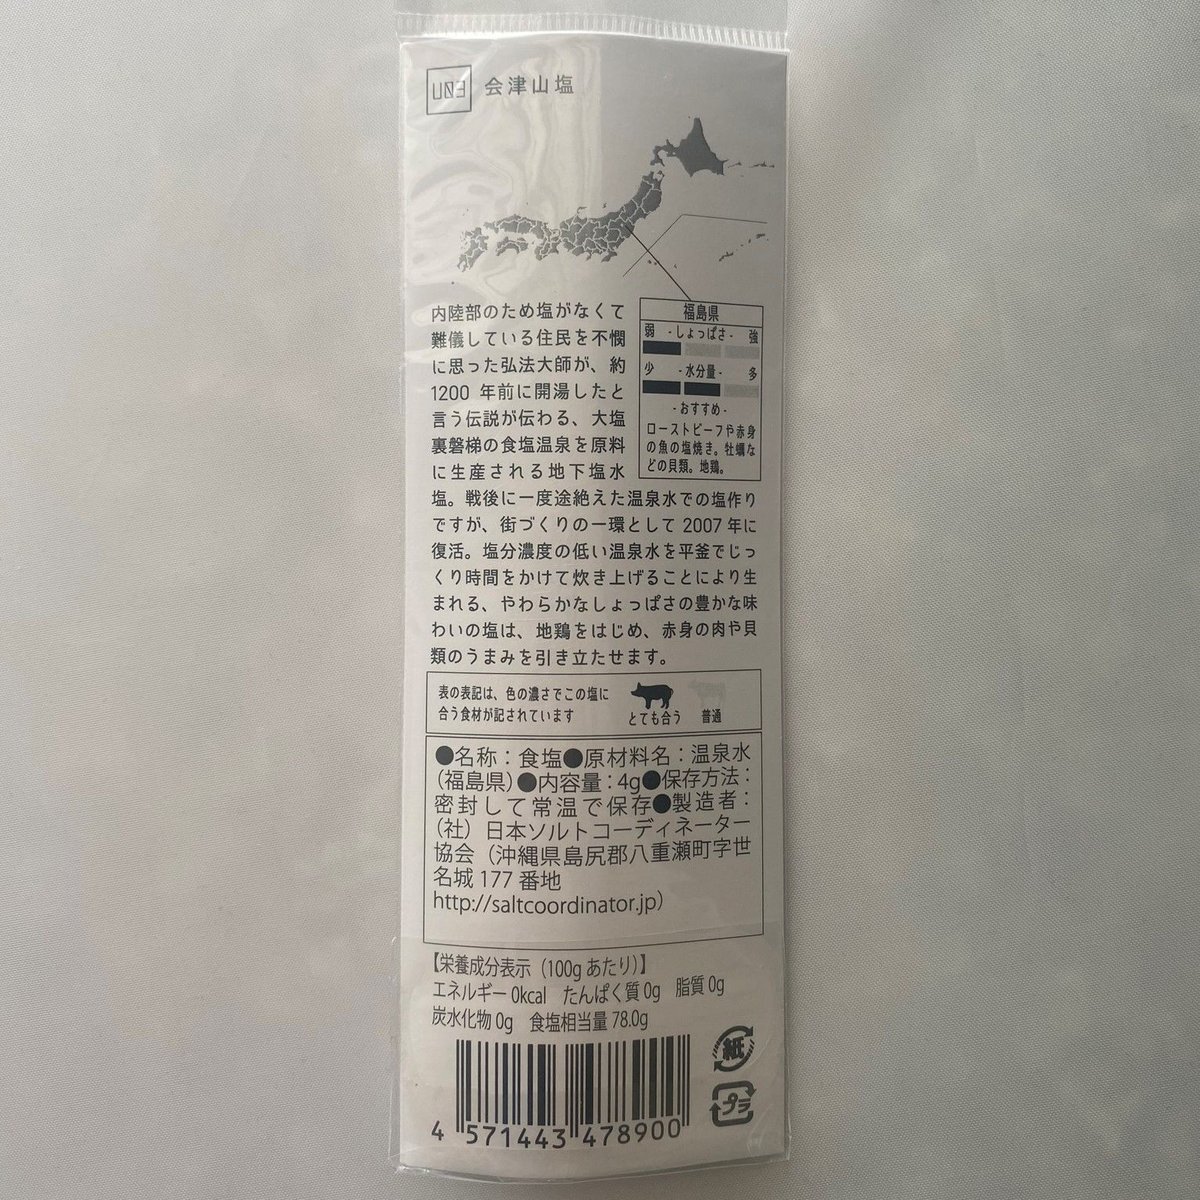 U03 会津山塩
内陸部のため塩がなくて
難儀している住民を不憫
に思った弘法大師が、約
1200 年前に開湯したと
言う伝説が伝わる、大塩
裏磐梯の食塩温泉を原料
に生産される地下塩水
塩。戦後に一度途絶えた温泉水での塩作り
ですが、街づくりの一環として 2007 年に
復活。塩分濃度の低い温泉水を平釜でじっ
くり時間をかけて炊き上げることにより生
まれる、やわらかなしょっぱさの豊かな味
わいの塩は、地鶏をはじめ、赤身の肉や貝
類のうまみを引き立たせます。
福島県
弱 -しょっぱさ- 強
少 -水分量- 多
-おすすめ-
ローストビーフや赤身
の魚の塩焼き。牡蠣な
どの貝類。地鶏。
表の表記は、色の濃さでこの塩に
合う食材が記されています
とても合う 普通
●名称：食塩●原材料名：温泉水
（福島県）●内容量：4g●保存方法：
密封して常温で保存●製造者：
（社）日本ソルトコーディネーター
協会（沖縄県島尻郡八重瀬町字世
名城 177 番地
http://saltcoordinator.jp）
【栄養成分表示（100g あたり）】
エネルギー 0kcal たんぱく質 0g 脂質 0g
炭水化物 0g 食塩相当量 78.0g
紙
プラ
4 571443 478900